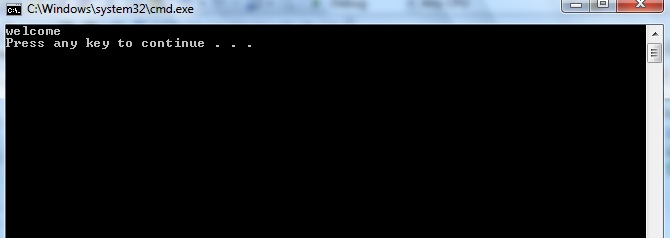 C:\Windows\system32\cmd.exe
welcome
Press any key to continue . . .